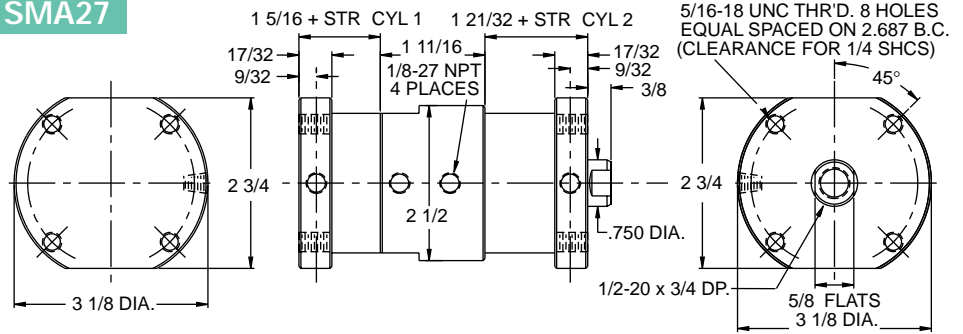 SMA27
1 5/16 + STR CYL 1
1 21/32 + STR CYL 2
5/16-18 UNC THR'D. 8 HOLES
EQUAL SPACED ON 2.687 B.C.
(CLEARANCE FOR 1/4 SHCS)
17/32
1 11/16
17/32
9/32
1/8-27 NPT
4 PLACES
9/32
3/8
45°
2 3/4
2 1/2
2 3/4
.750 DIA.
1/2-20 x 3/4 DP.
3 1/8 DIA.
5/8 FLATS
3 1/8 DIA.